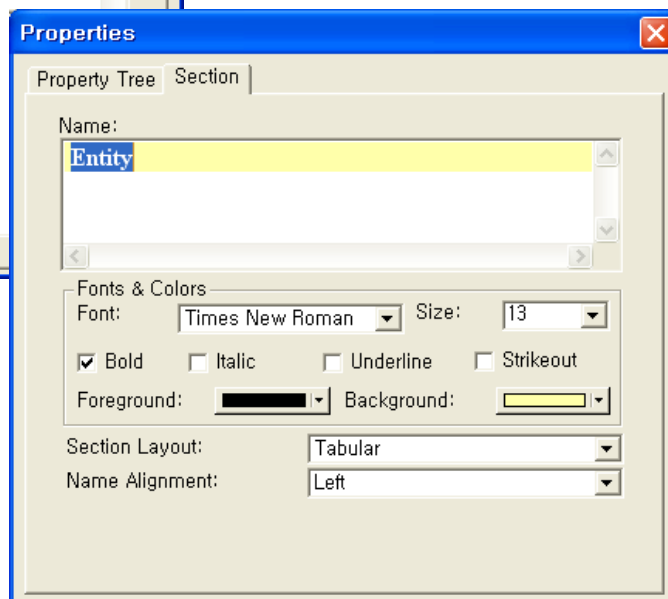 Properties
Property Tree Section
Name:
Entity
Fonts & Colors
Font: Times New Roman Size: 13
Bold Italic Underline Strikeout
Foreground: Background:
Section Layout: Tabular
Name Alignment: Left